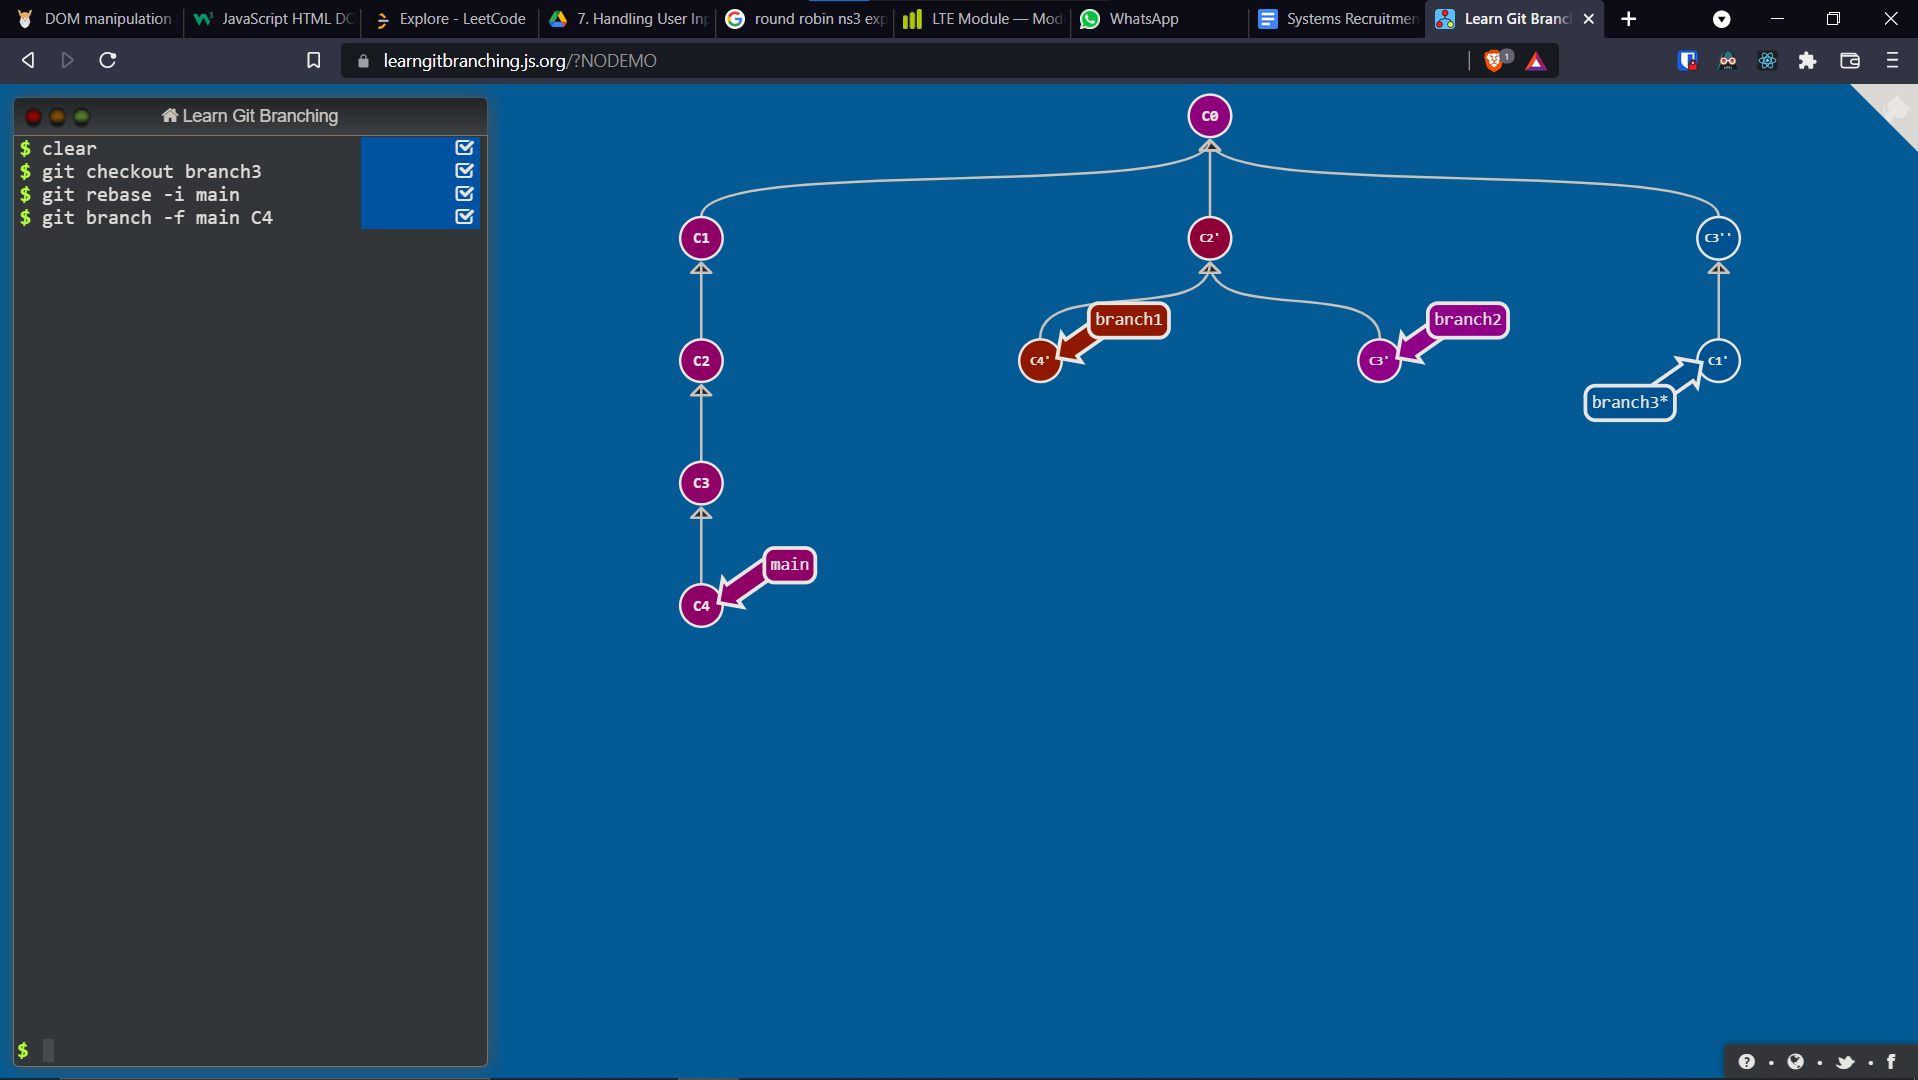 DOM manipulation
JavaScript HTML DO
Explore - LeetCode
7. Handling User Inp
round robin ns3 exp
LTE Module — Mod
WhatsApp
Systems Recruitmen
Learn Git Branc
learngitbranching.js.org/?NODEMO
1
Learn Git Branching
$ clear
$ git checkout branch3
$ git rebase -i main
$ git branch -f main C4
$
C0
C1
C2'
C3''
branch1
branch2
C2
C4'
C3'
C1'
branch3*
C3
main
C4